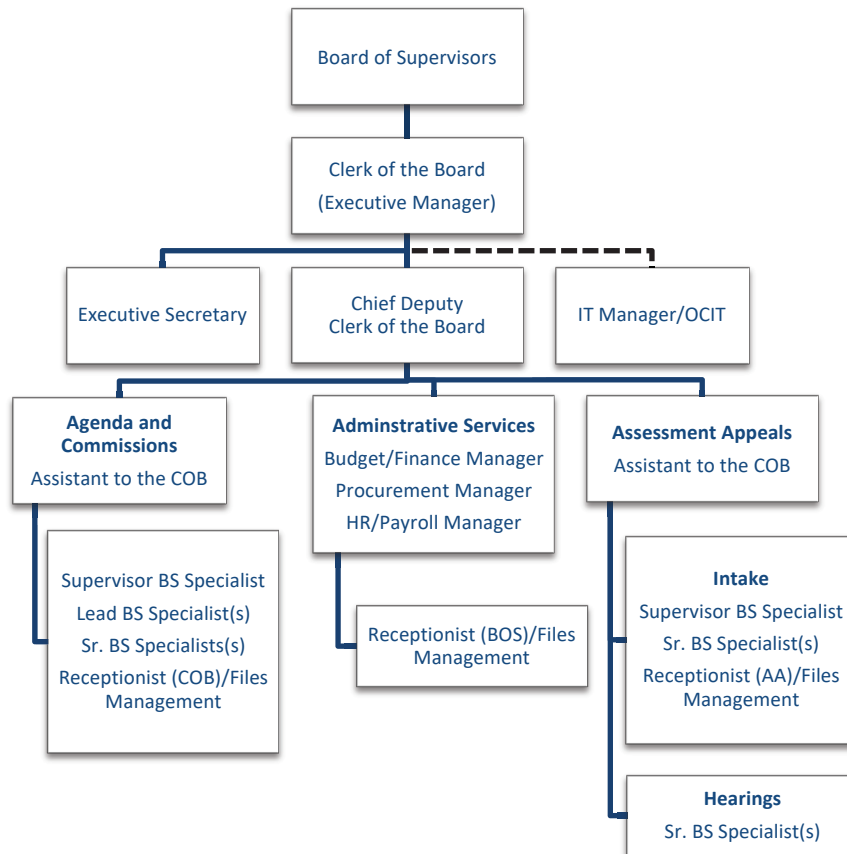 Board of Supervisors
Clerk of the Board
(Executive Manager)
Executive Secretary
Chief Deputy
Clerk of the Board
IT Manager/OCIT
Agenda and
Commissions
Assistant to the COB
Adminstrative Services
Budget/Finance Manager
Procurement Manager
HR/Payroll Manager
Assessment Appeals
Assistant to the COB
Supervisor BS Specialist
Lead BS Specialist(s)
Sr. BS Specialists(s)
Receptionist (COB)/Files
Management
Receptionist (BOS)/Files
Management
Intake
Supervisor BS Specialist
Sr. BS Specialist(s)
Receptionist (AA)/Files
Management
Hearings
Sr. BS Specialist(s)